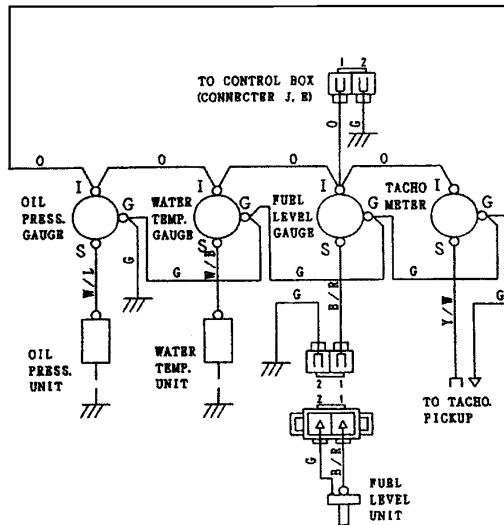 1 2
TO CONTROL BOX
(CONNECTER J, E)
O G
O O O O
I I I I
OIL
PRESS.
GAUGE
G
WATER
TEMP.
GAUGE
G
FUEL
LEVEL
GAUGE
G
TACHO
METER
G
S S S S
W/L
G
G
W/B
G
B/R
G
Y/W
G
G
OIL
PRESS.
UNIT
WATER
TEMP.
UNIT
2 1
2 1
TO TACHO.
PICKUP
G
B/R
FUEL
LEVEL
UNIT